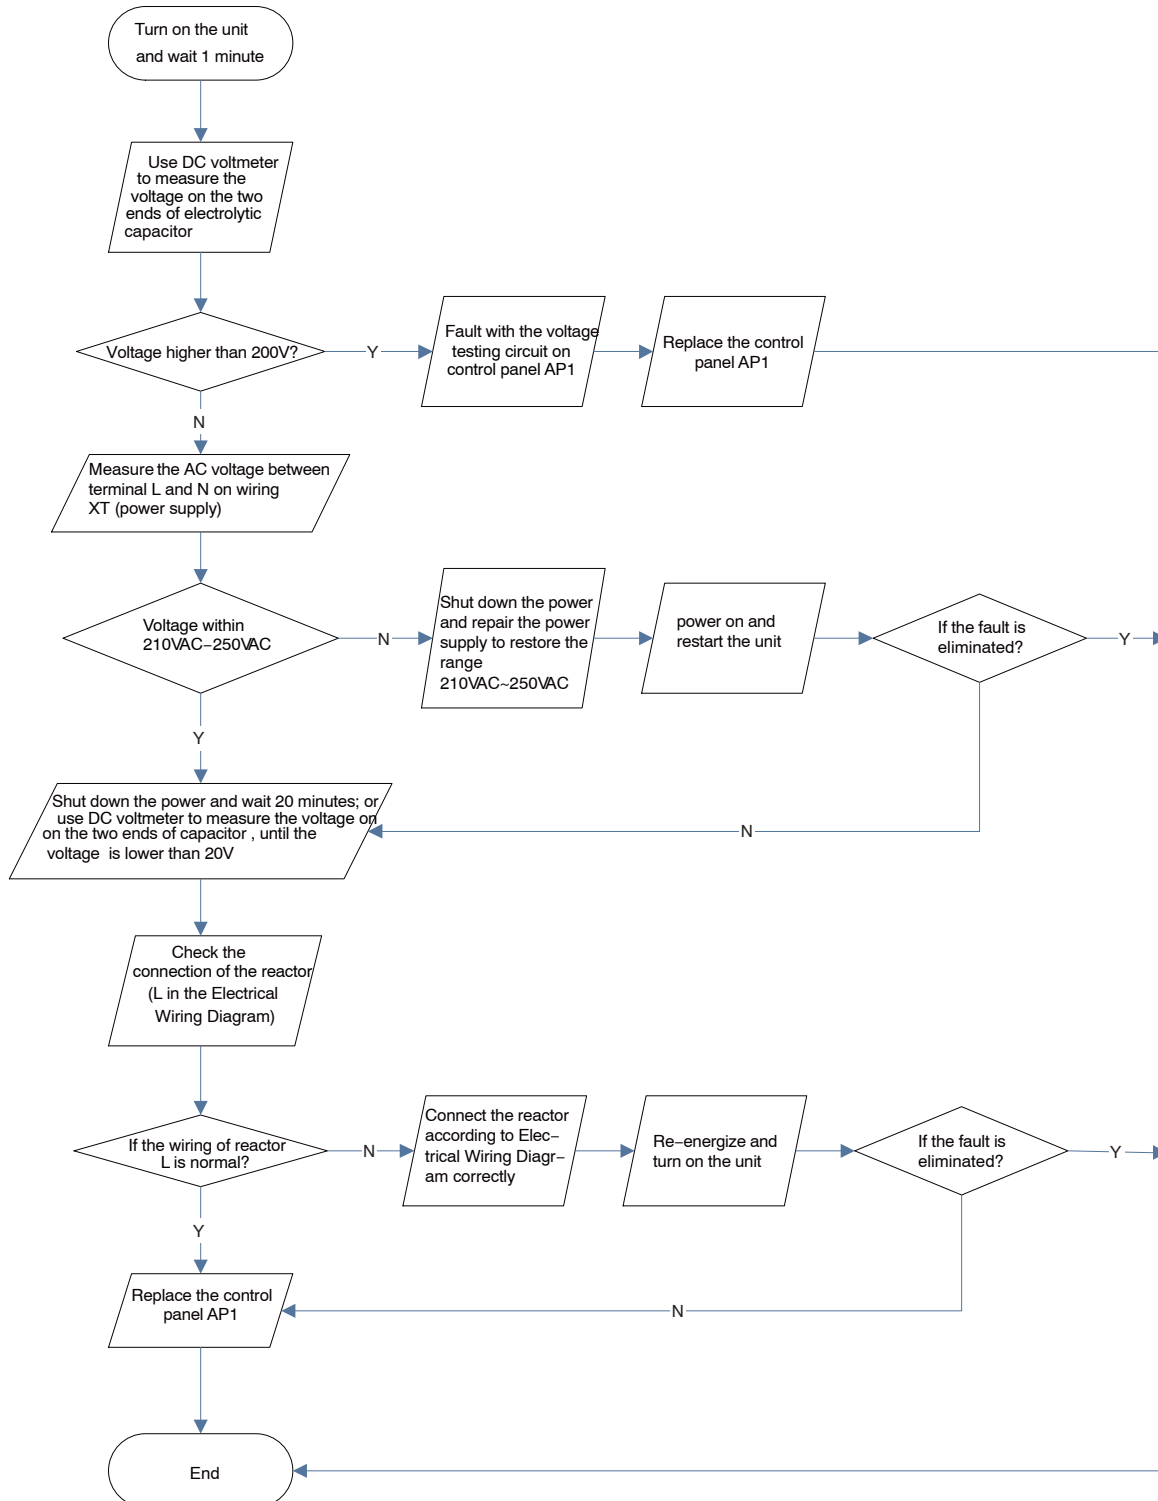 Turn on the unit
and wait 1 minute
Use DC voltmeter
to measure the
voltage on the two
ends of electrolytic
capacitor
Voltage higher than 200V?
Y
Fault with the voltage
testing circuit on
control panel AP1
Replace the control
panel AP1
N
Measure the AC voltage between
terminal L and N on wiring
XT (power supply)
Voltage within
210VAC–250VAC
N
Shut down the power
and repair the power
supply to restore the
range
210VAC~250VAC
power on and
restart the unit
If the fault is
eliminated?
Y
Y
Shut down the power and wait 20 minutes; or
use DC voltmeter to measure the voltage on
on the two ends of capacitor , until the
voltage is lower than 20V
N
Check the
connection of the reactor
(L in the Electrical
Wiring Diagram)
If the wiring of reactor
L is normal?
N
Connect the reactor
according to Elec–
trical Wiring Diagr–
am correctly
Re–energize and
turn on the unit
If the fault is
eliminated?
Y
Y
Replace the control
panel AP1
N
End